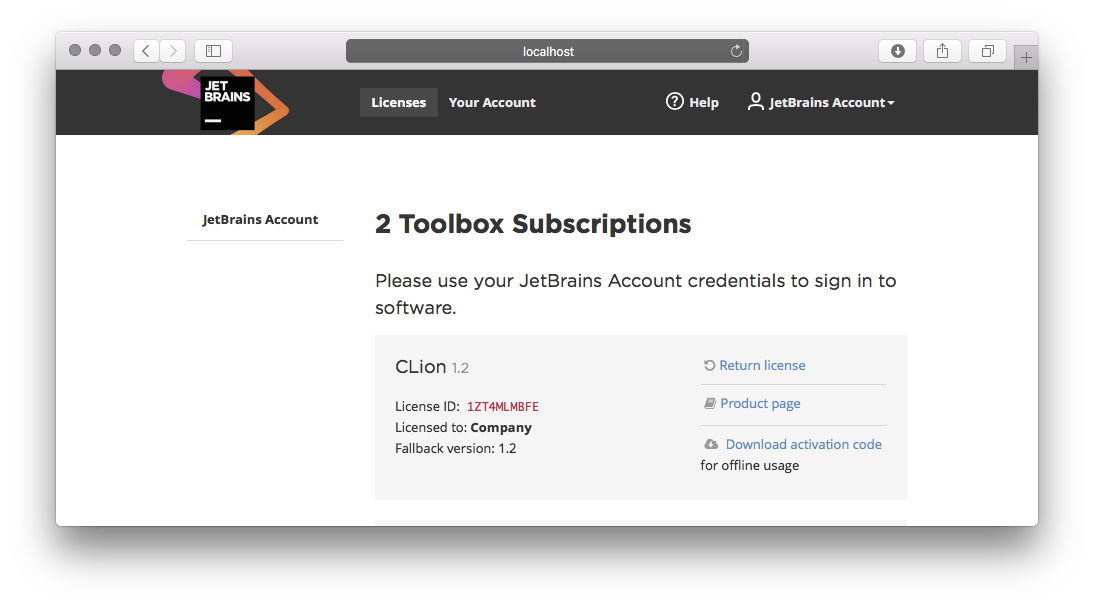 localhost
JET
BRAINS
Licenses
Your Account
Help
JetBrains Account
JetBrains Account
2 Toolbox Subscriptions
Please use your JetBrains Account credentials to sign in to
software.
CLion 1.2
License ID: 1ZT4MLMBFE
Licensed to: Company
Fallback version: 1.2
Return license
Product page
Download activation code
for offline usage